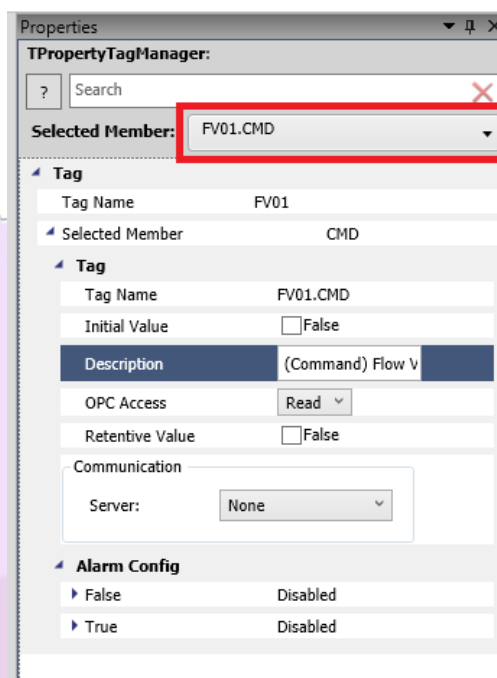 Properties
TPropertyTagManager:
? Search
Selected Member: FV01.CMD
Tag
Tag Name FV01
Selected Member CMD
Tag
Tag Name FV01.CMD
Initial Value False
Description (Command) Flow V
OPC Access Read
Retentive Value False
Communication
Server: None
Alarm Config
False Disabled
True Disabled